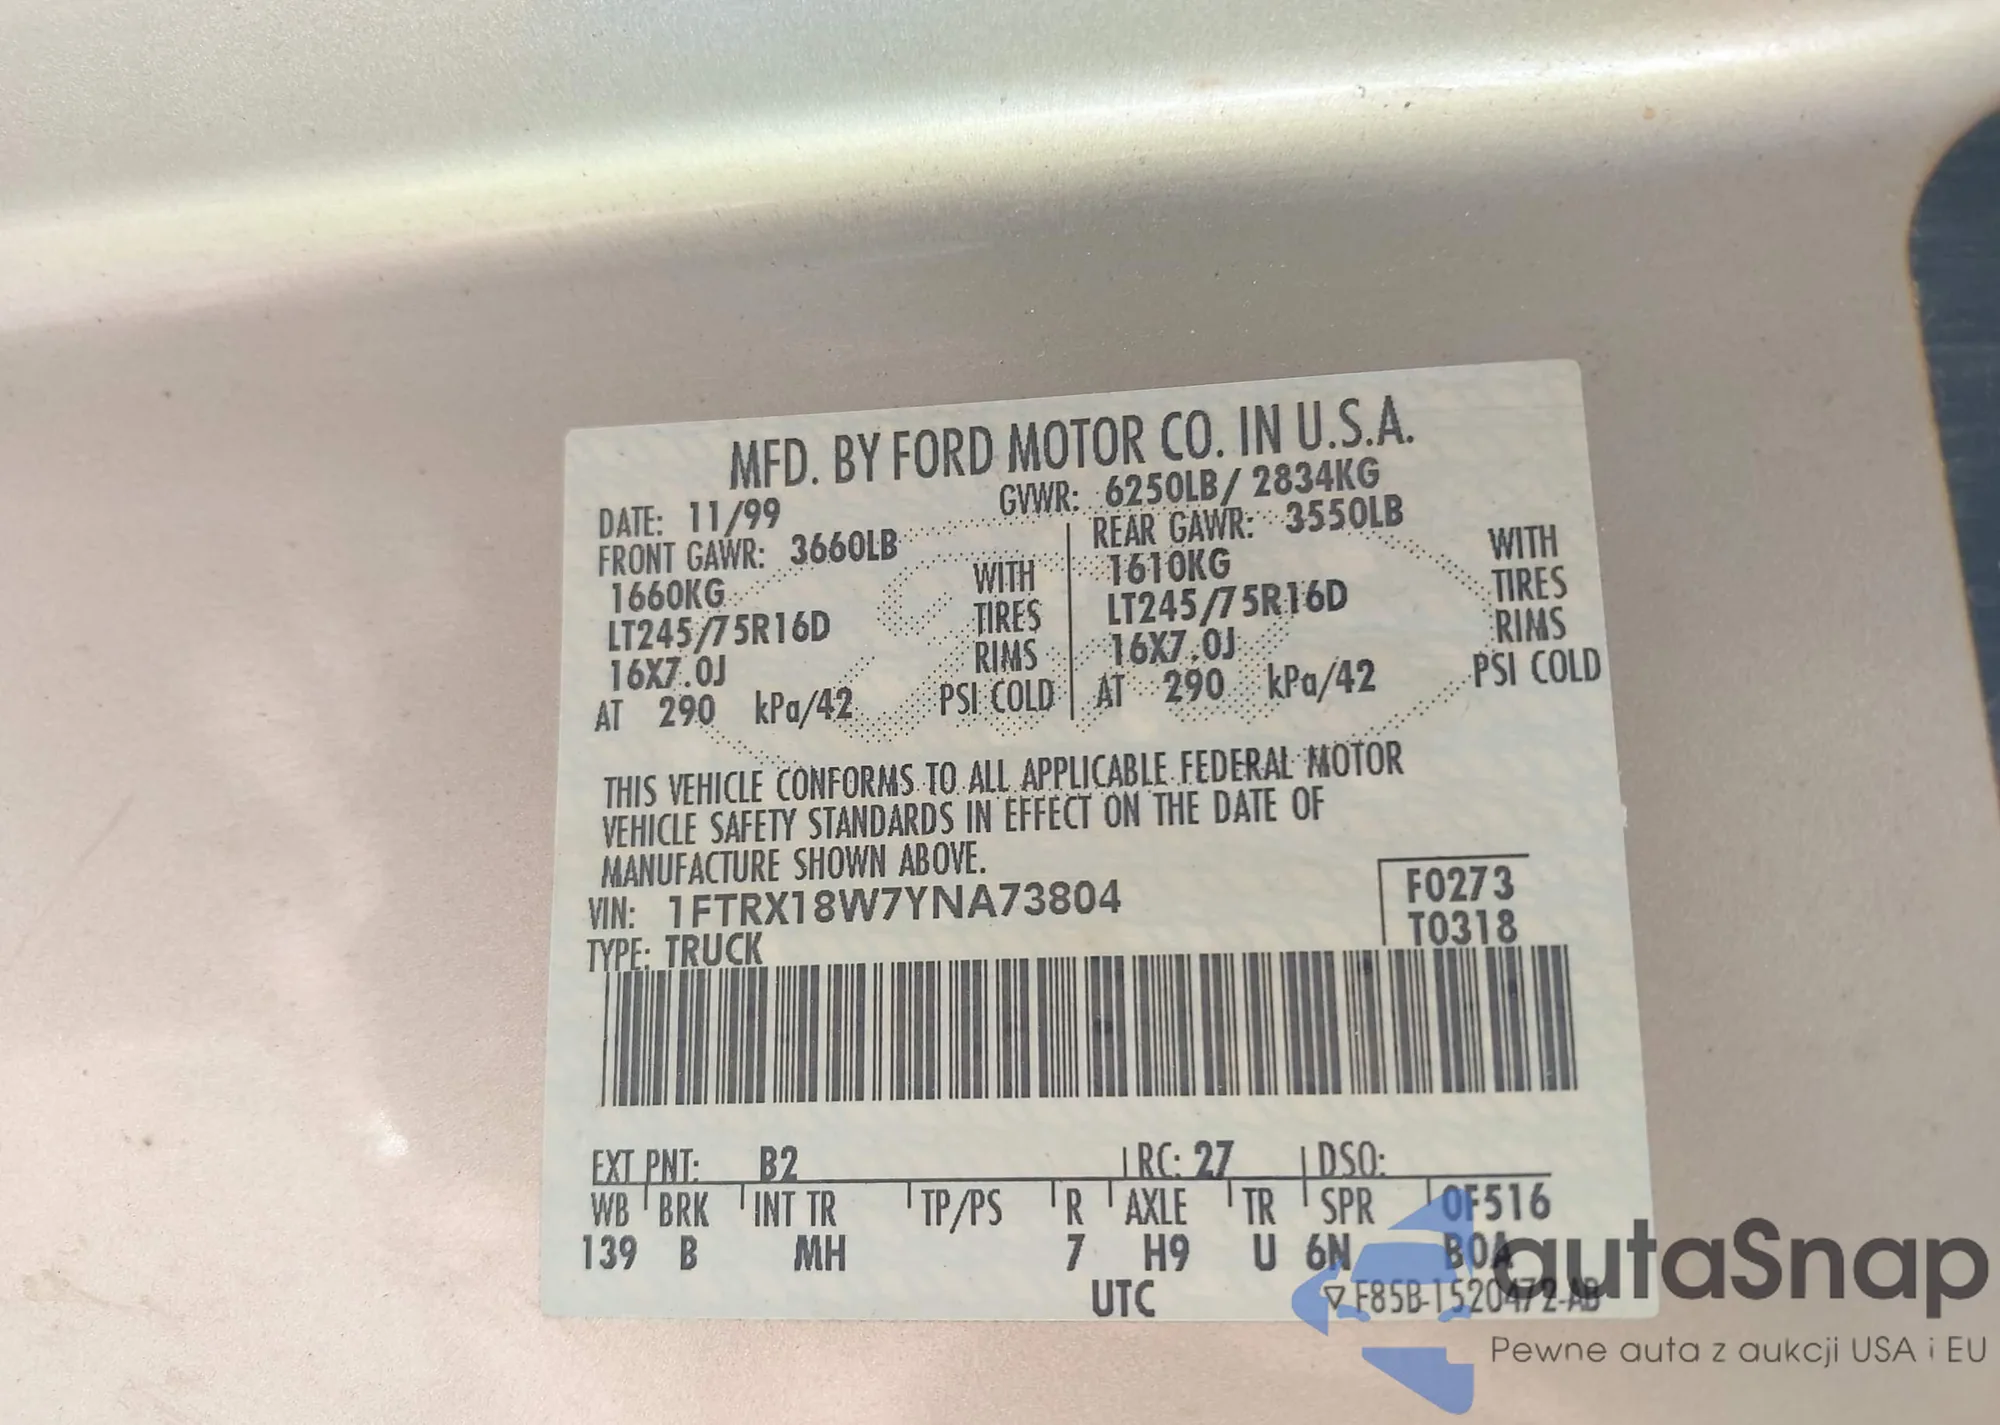 MFD. BY FORD MOTOR CO. IN U.S.A.
DATE: 11/99 GVWR: 6250LB/ 2834KG
FRONT GAWR: 3660LB REAR GAWR: 3550LB
1660KG WITH 1610KG WITH
LT245/75R16D TIRES LT245/75R16D TIRES
16X7.0J RIMS 16X7.0J RIMS
AT 290 kPa/42 PSI COLD AT 290 kPa/42 PSI COLD
THIS VEHICLE CONFORMS TO ALL APPLICABLE FEDERAL MOTOR
VEHICLE SAFETY STANDARDS IN EFFECT ON THE DATE OF
MANUFACTURE SHOWN ABOVE.
VIN: 1FTRX18W7YNA73804 F0273
TYPE: TRUCK T0318
EXT PNT: B2 RC: 27 DSO:
WB BRK INT TR TP/PS R AXLE TR SPR 0F516
139 B MH 7 H9 U 6N B0A
UTC F85B-1520472-AB
autaSnap
Pewne auta z aukcji USA i EU